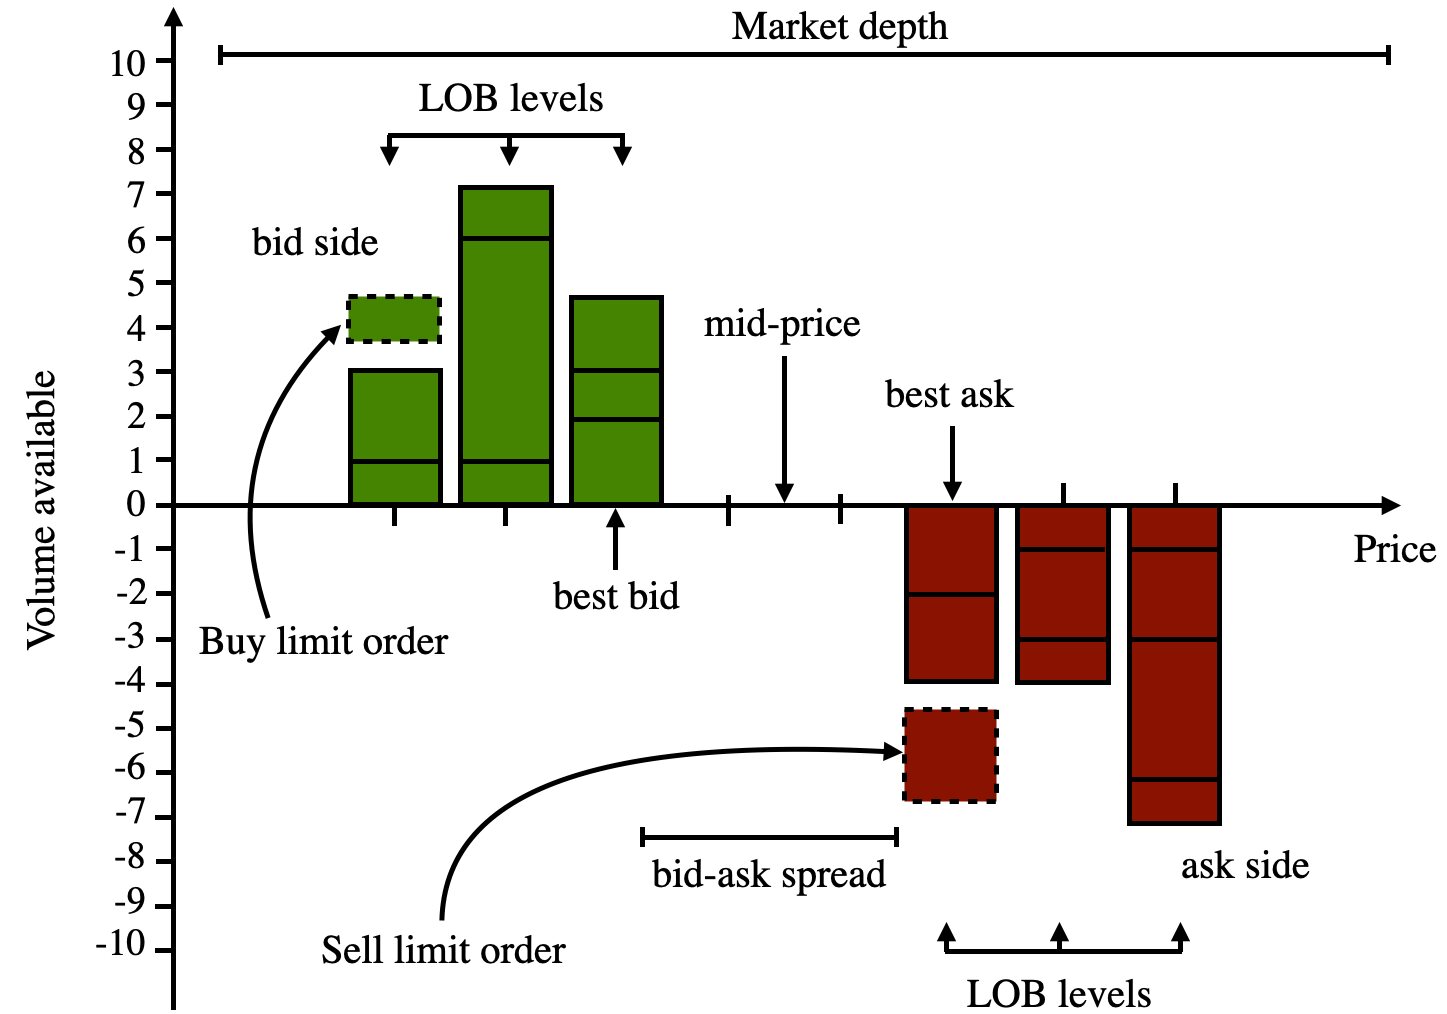 Market depth
10
9
8
7
6
5
4
3
2
1
0
-1
-2
-3
-4
-5
-6
-7
-8
-9
-10
Volume available
LOB levels
bid side
mid-price
best ask
Price
best bid
Buy limit order
bid-ask spread
ask side
Sell limit order
LOB levels